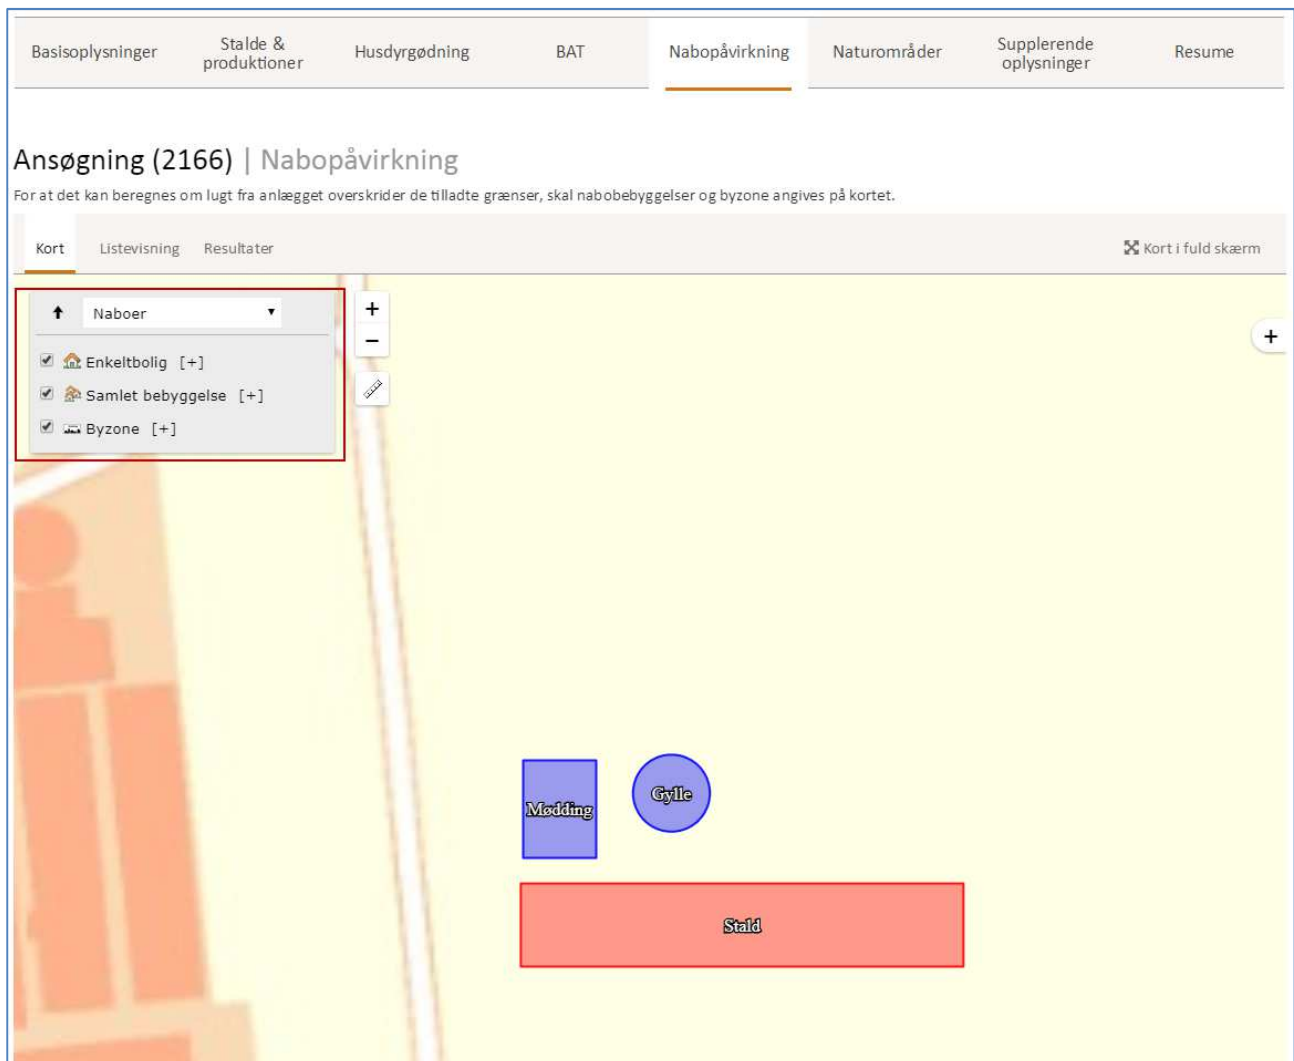 Basisoplysninger
Stalde &
produktioner
Husdyrgødning
BAT
Nabopåvirkning
Naturområder
Supplerende
oplysninger
Resume
Ansøgning (2166) | Nabopåvirkning
For at det kan beregnes om lugt fra anlægget overskrider de tilladte grænser, skal nabobebyggelser og byzone angives på kortet.
Kort Listevisning Resultater Kort i fuld skærm
Naboer
Enkeltbolig [+]
Samlet bebyggelse [+]
Byzone [+]
+
−
+
Mødding
Gylle
Stald